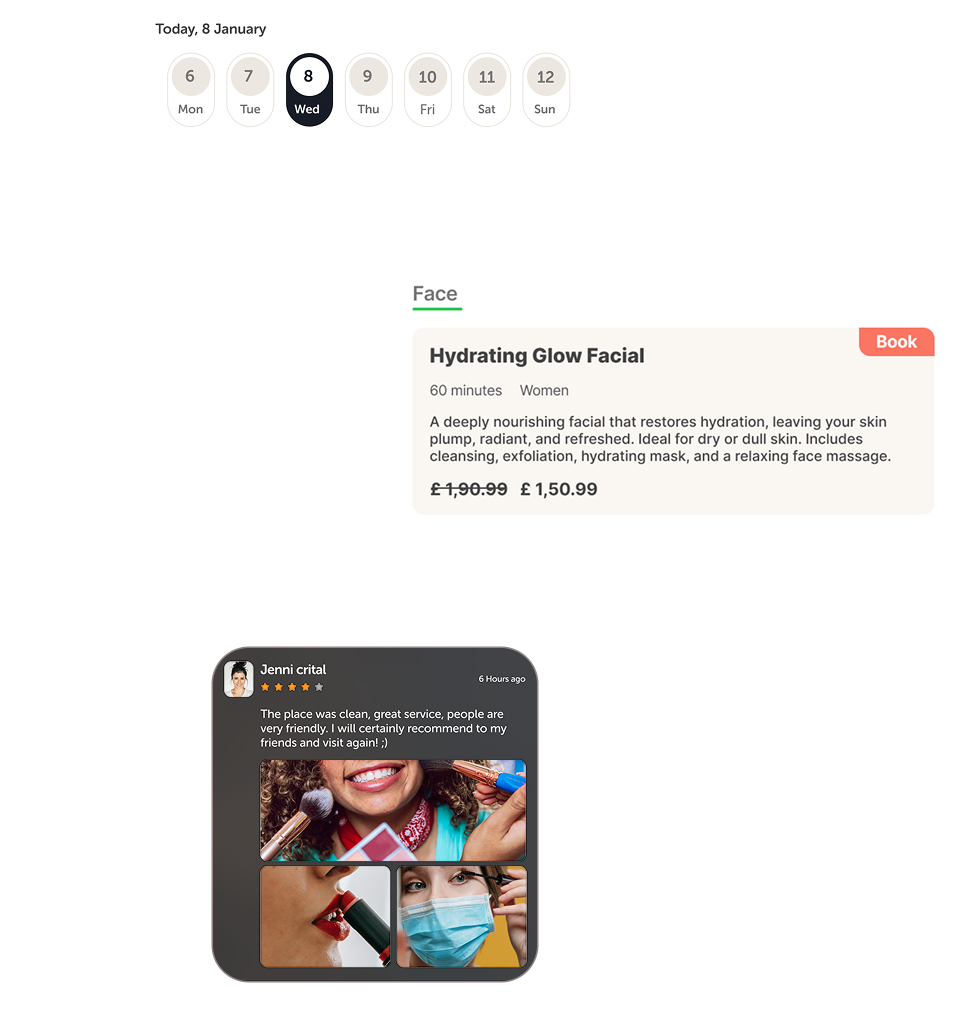 Today, 8 January
6 7 8 9 10 11 12
Mon Tue Wed Thu Fri Sat Sun
Face
Book
Hydrating Glow Facial
60 minutes Women
A deeply nourishing facial that restores hydration, leaving your skin
plump, radiant, and refreshed. Ideal for dry or dull skin. Includes
cleansing, exfoliation, hydrating mask, and a relaxing face massage.
£ 1,90.99 £ 1,50.99
Jenni crital
6 Hours ago
The place was clean, great service, people are
very friendly. I will certainly recommend to my
friends and visit again! ;)